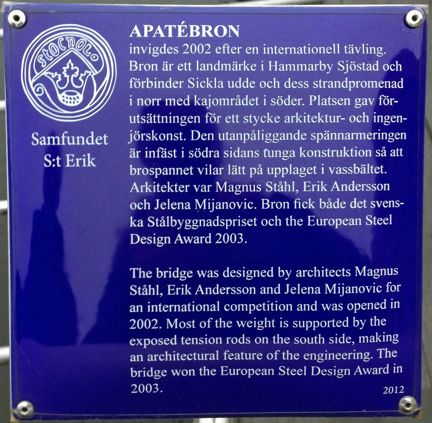 STOCHOLM
Samfundet
S:t Erik
APATÉBRON
invigdes 2002 efter en internationell tävling.
Bron är ett landmärke i Hammarby Sjöstad och
förbinder Sickla udde och dess strandpromenad
i norr med kajområdet i söder. Platsen gav för-
utsättningen för ett stycke arkitektur- och ingen-
jörskonst. Den utanpåliggande spännarmeringen
är infäst i södra sidans funga konstruktion så att
brospannet vilar lätt på upplaget i vassbältet.
Arkitekter var Magnus Ståhl, Erik Andersson
och Jelena Mijanovic. Bron fick både det svens-
ka Stålbyggnadspriset och the European Steel
Design Award 2003.
The bridge was designed by architects Magnus
Ståhl, Erik Andersson and Jelena Mijanovic for
an international competition and was opened in
2002. Most of the weight is supported by the
exposed tension rods on the south side, making
an architectural feature of the engineering. The
bridge won the European Steel Design Award in
2003.
2012